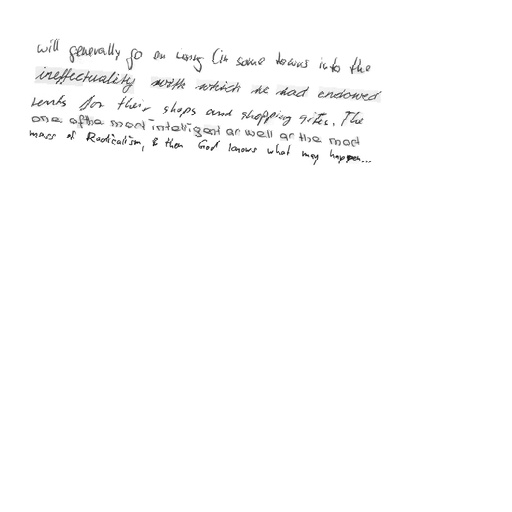 will generally go on using (in some towns into the
ineffectuality with which he had endowed
rents for their shops and shopping sites. The
one of the most intelligent as well as the most
mass of Radicalism, & then God knows what may happen...